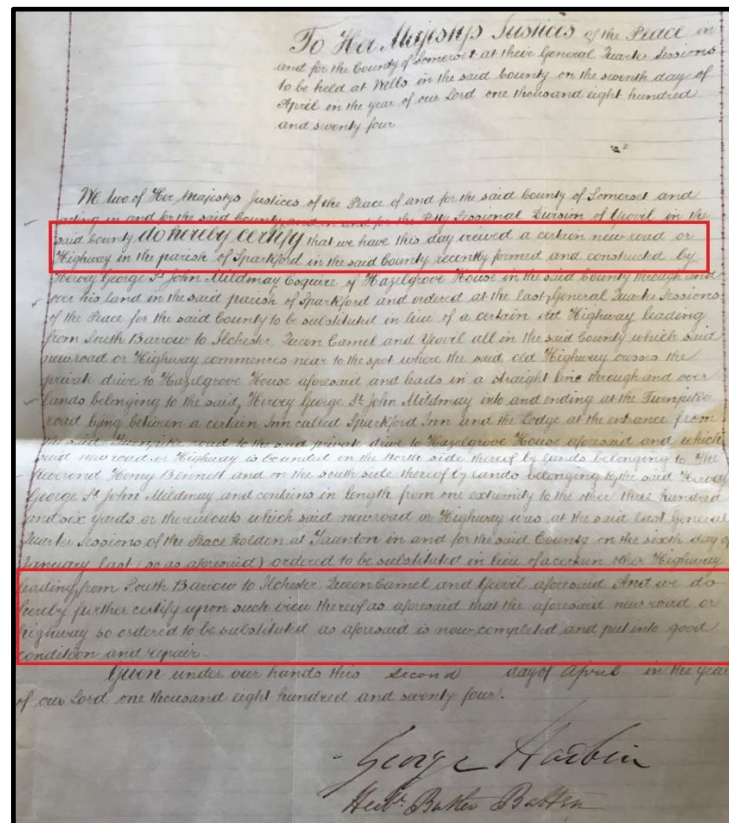 To Her Majestys Justices of the Peace in
and for the County of Somerset at their General Quarter Sessions
to be held at Wells in the said County on the seventh day of
April in the year of our Lord one thousand eight hundred
and seventy four
We two of Her Majestys Justices of the Peace of and for the said County of Somerset and
acting in and for the said County and in and for the Petty Sessional Division of Yeovil in the
said County do hereby certify that we have this day viewed a certain new road or
Highway in the parish of Sparkford in the said County recently formed and constructed by
Hervey George St John Mildmay Esquire of Hazelgrove House in the said County through and
over his land in the said parish of Sparkford and ordered at the last General Quarter Sessions
of the Peace for the said County to be substituted in lieu of a certain old Highway leading
from South Barrow to Ilchester Queen Camel and Yeovil all in the said County which said
new road or Highway commences near to the spot where the said old Highway crosses the
private drive to Hazelgrove House aforesaid and leads in a straight line through and over
lands belonging to the said, Hervey George St John Mildmay into and ending at the Turnpike
road lying between a certain Inn called Sparkford Inn and the Lodge at the entrance from
the said Turnpike road to the said private drive to Hazelgrove House aforesaid and which
said new road or Highway is bounded on the North side thereof by lands belonging to The
Reverend Henry Bennett and on the south side thereof by lands belonging to the said Hervey
George St John Mildmay and contains in length from one extremity to the other three hundred
and six yards or thereabouts which said new road or Highway was at the said last General
Quarter Sessions of the Peace holden at Taunton in and for the said County on the sixth day of
January last (so as aforesaid) ordered to be substituted in lieu of a certain other Highway
leading from South Barrow to Ilchester Queen Camel and Yeovil aforesaid And we do
hereby further certify upon such view thereof as aforesaid that the aforesaid new road or
highway so ordered to be substituted as aforesaid is now completed and put into good
condition and repair.
Given under our hands this second day of April in the year
of our Lord one thousand eight hundred and seventy four.
George Harbin
Batten